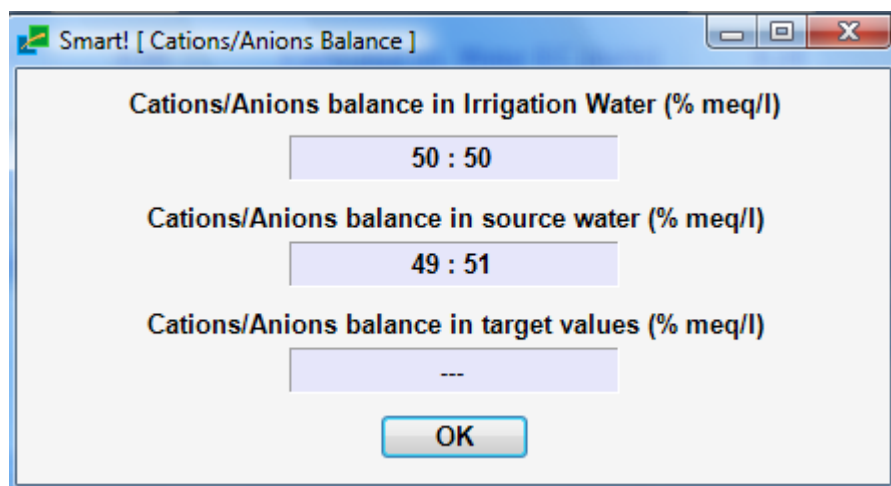 Smart! [ Cations/Anions Balance ]
Cations/Anions balance in Irrigation Water (% meq/l)
50 : 50
Cations/Anions balance in source water (% meq/l)
49 : 51
Cations/Anions balance in target values (% meq/l)
---
OK